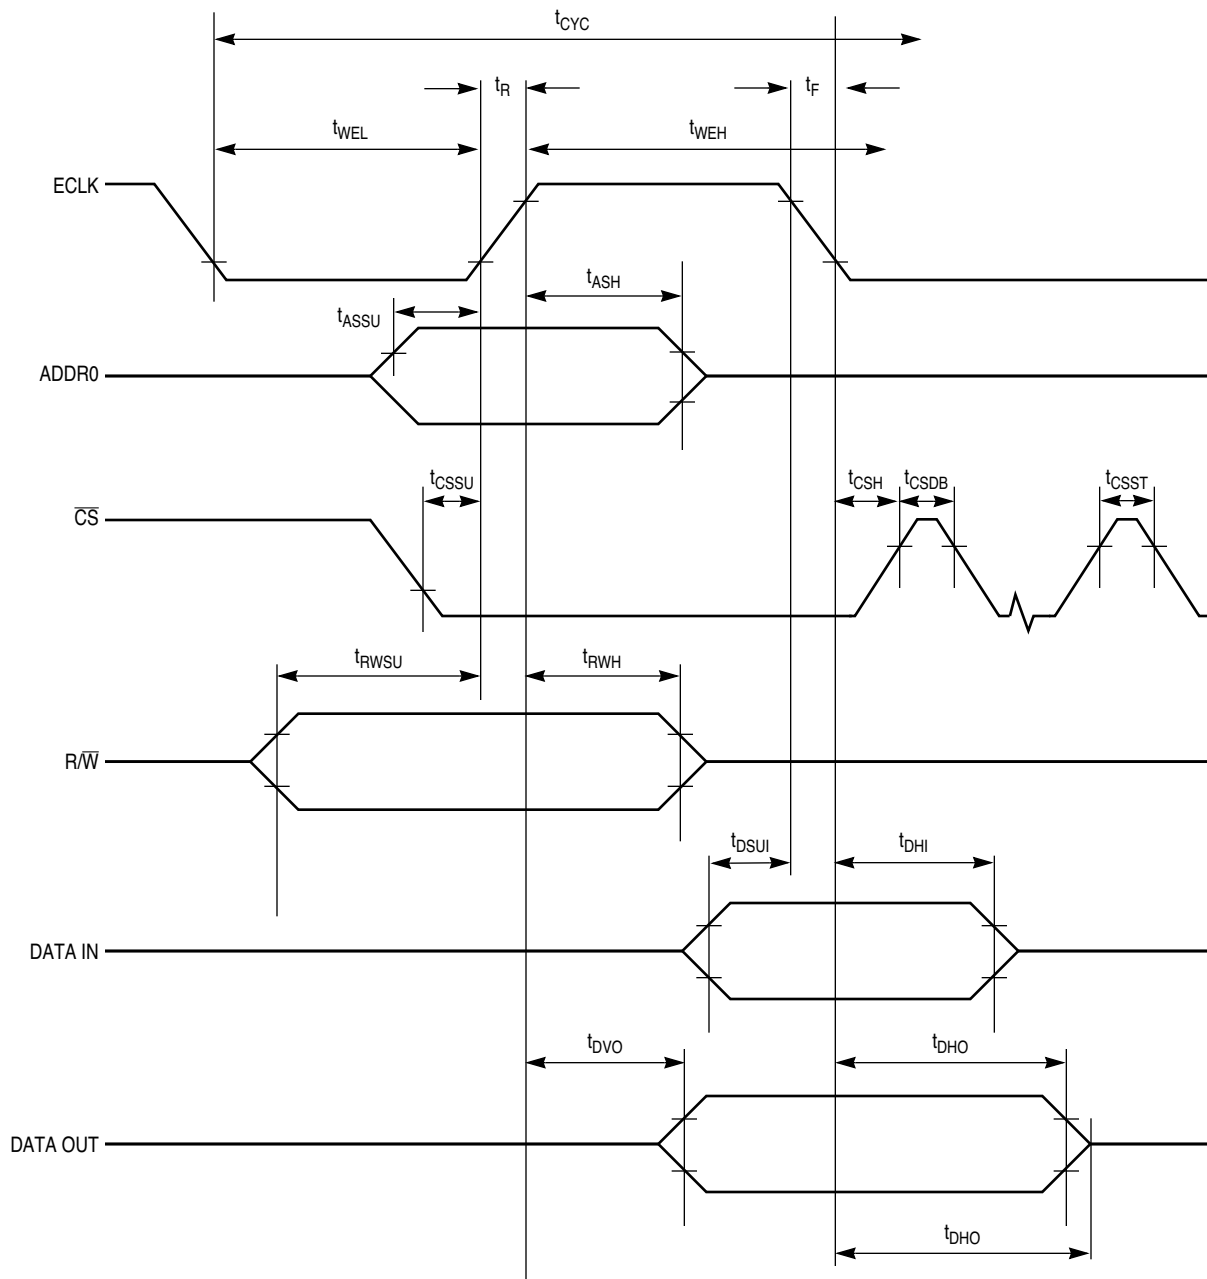 tCYC
tR
tF
tWEL
tWEH
ECLK
tASH
tASSU
ADDR0
tCSSU
tCSH
tCSDB
tCSST
C̅S̅
tRWSU
tRWH
R/W̅
tDSUI
tDHI
DATA IN
tDVO
tDHO
DATA OUT
tDHO